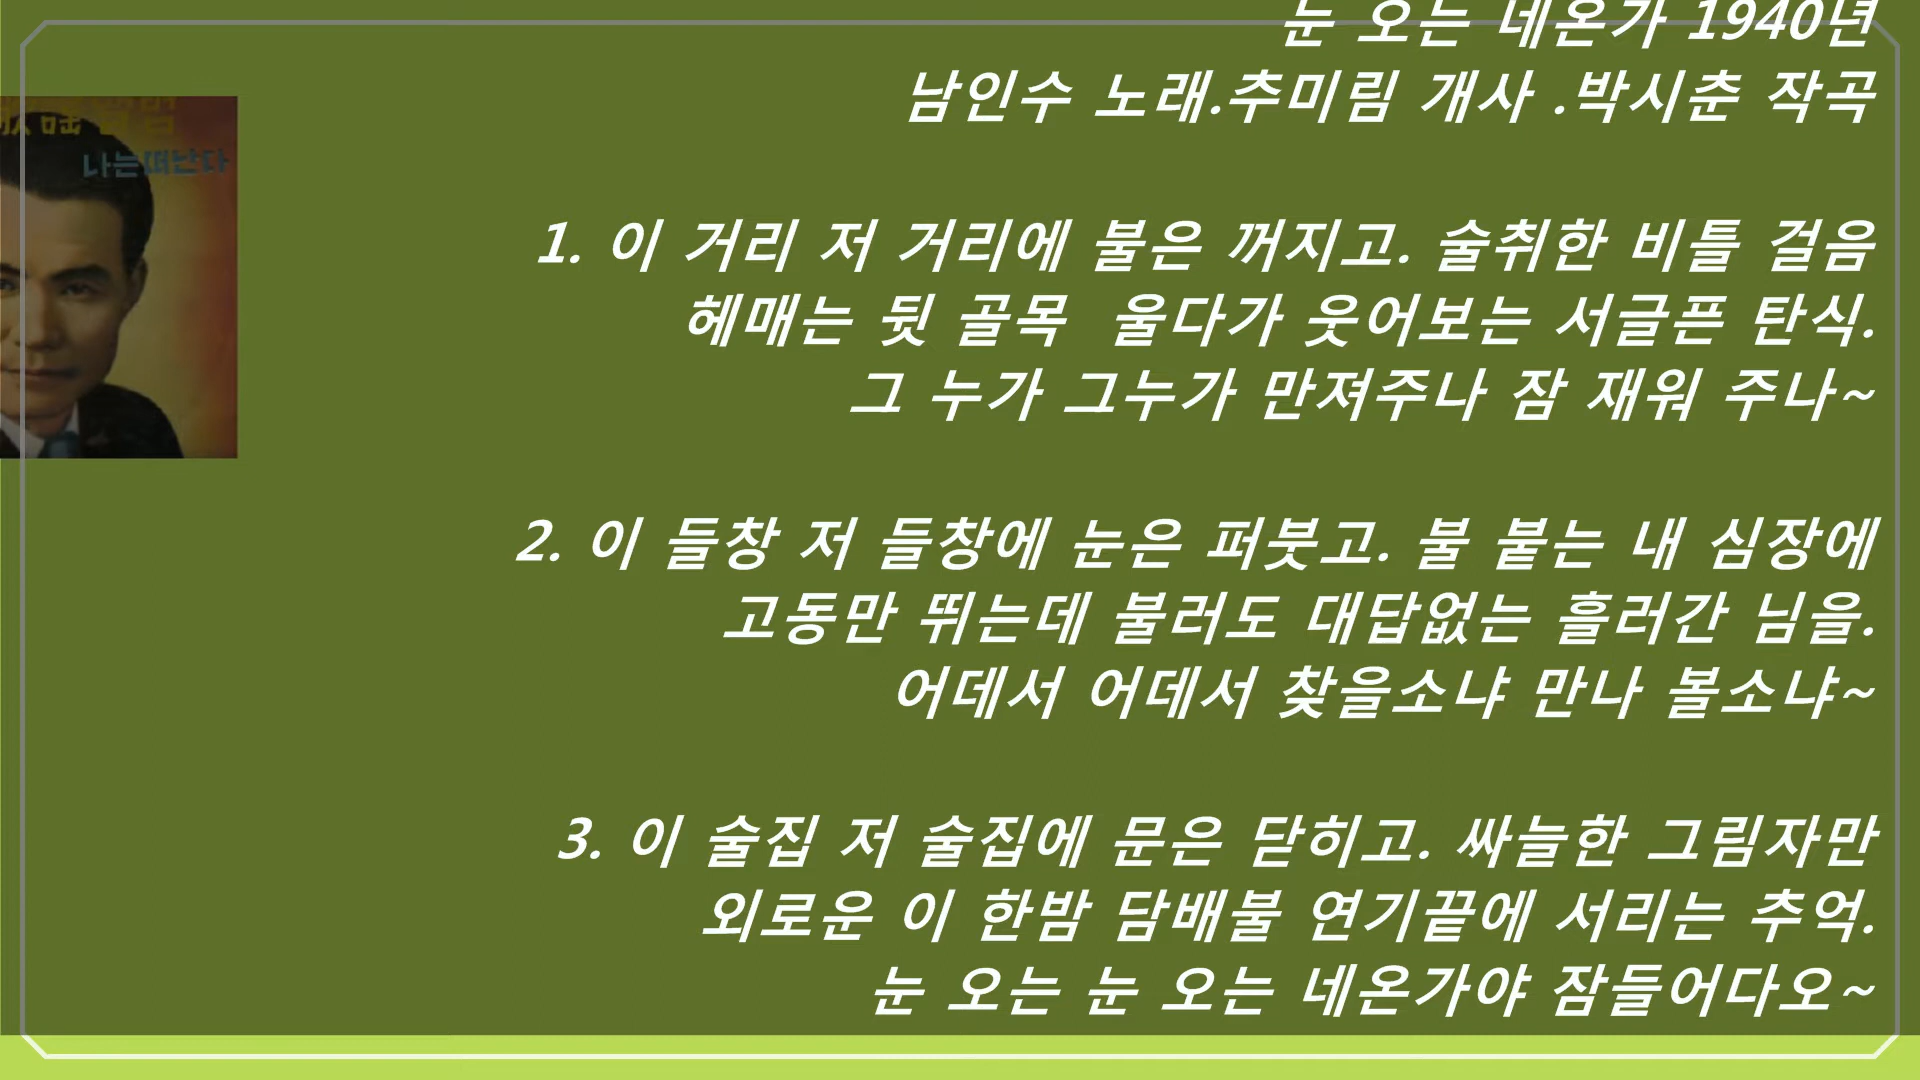 눈 오는 네온가 1940년
남인수 노래.추미림 개사 .박시춘 작곡
나는떠난다
1. 이 거리 저 거리에 불은 꺼지고. 술취한 비틀 걸음
헤매는 뒷 골목 울다가 웃어보는 서글픈 탄식.
그 누가 그누가 만져주나 잠 재워 주나~
2. 이 들창 저 들창에 눈은 퍼붓고. 불 붙는 내 심장에
고동만 뛰는데 불러도 대답없는 흘러간 님을.
어데서 어데서 찾을소냐 만나 볼소냐~
3. 이 술집 저 술집에 문은 닫히고. 싸늘한 그림자만
외로운 이 한밤 담배불 연기끝에 서리는 추억.
눈 오는 눈 오는 네온가야 잠들어다오~